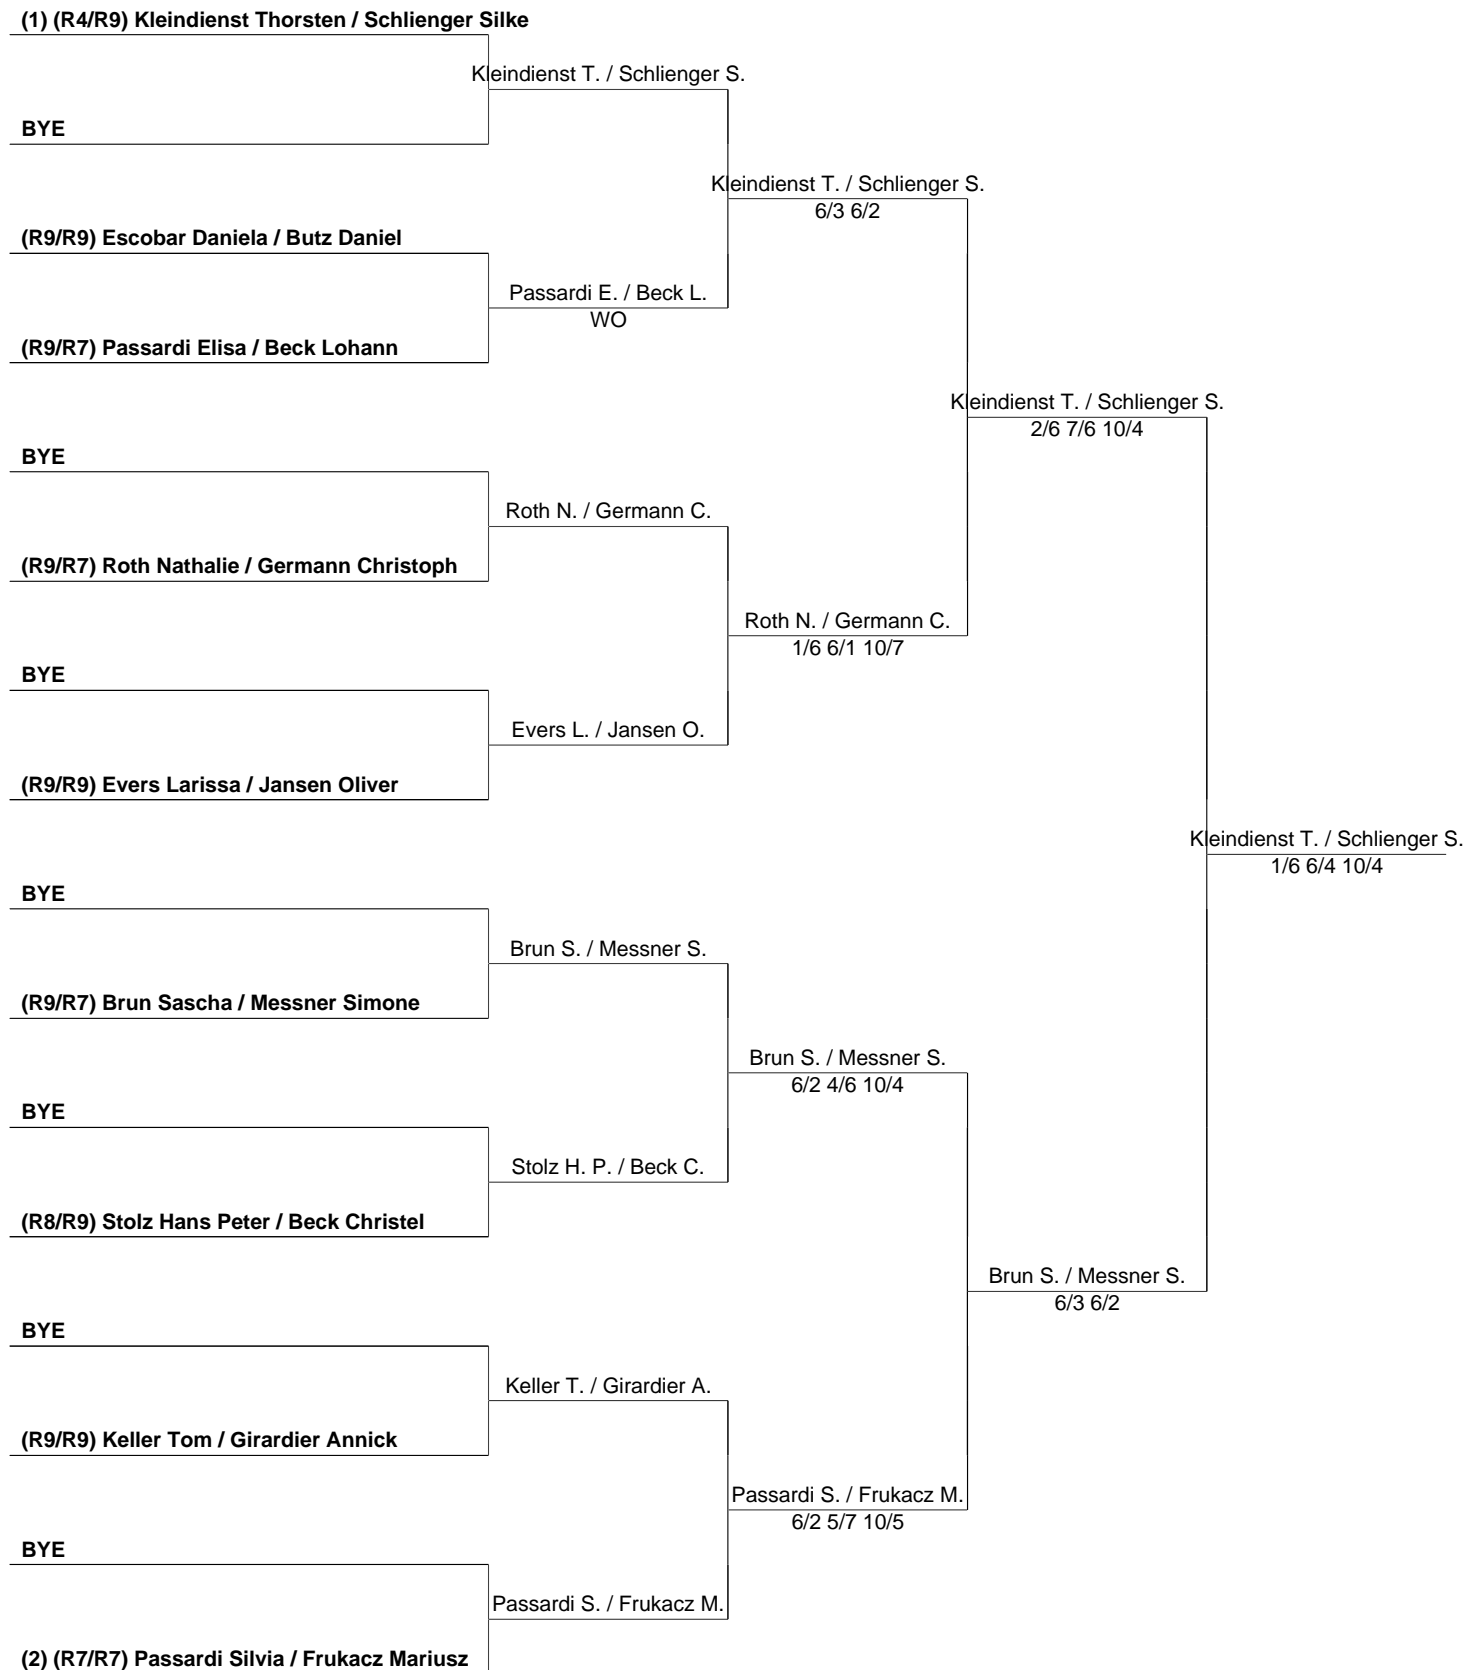 (1) (R4/R9) Kleindienst Thorsten / Schlienger Silke
Kleindienst T. / Schlienger S.
BYE
Kleindienst T. / Schlienger S.
6/3 6/2
(R9/R9) Escobar Daniela / Butz Daniel
Passardi E. / Beck L.
WO
(R9/R7) Passardi Elisa / Beck Lohann
Kleindienst T. / Schlienger S.
2/6 7/6 10/4
BYE
Roth N. / Germann C.
(R9/R7) Roth Nathalie / Germann Christoph
Roth N. / Germann C.
1/6 6/1 10/7
BYE
Evers L. / Jansen O.
(R9/R9) Evers Larissa / Jansen Oliver
Kleindienst T. / Schlienger S.
1/6 6/4 10/4
BYE
Brun S. / Messner S.
(R9/R7) Brun Sascha / Messner Simone
Brun S. / Messner S.
6/2 4/6 10/4
BYE
Stolz H. P. / Beck C.
(R8/R9) Stolz Hans Peter / Beck Christel
Brun S. / Messner S.
6/3 6/2
BYE
Keller T. / Girardier A.
(R9/R9) Keller Tom / Girardier Annick
Passardi S. / Frukacz M.
6/2 5/7 10/5
BYE
Passardi S. / Frukacz M.
(2) (R7/R7) Passardi Silvia / Frukacz Mariusz